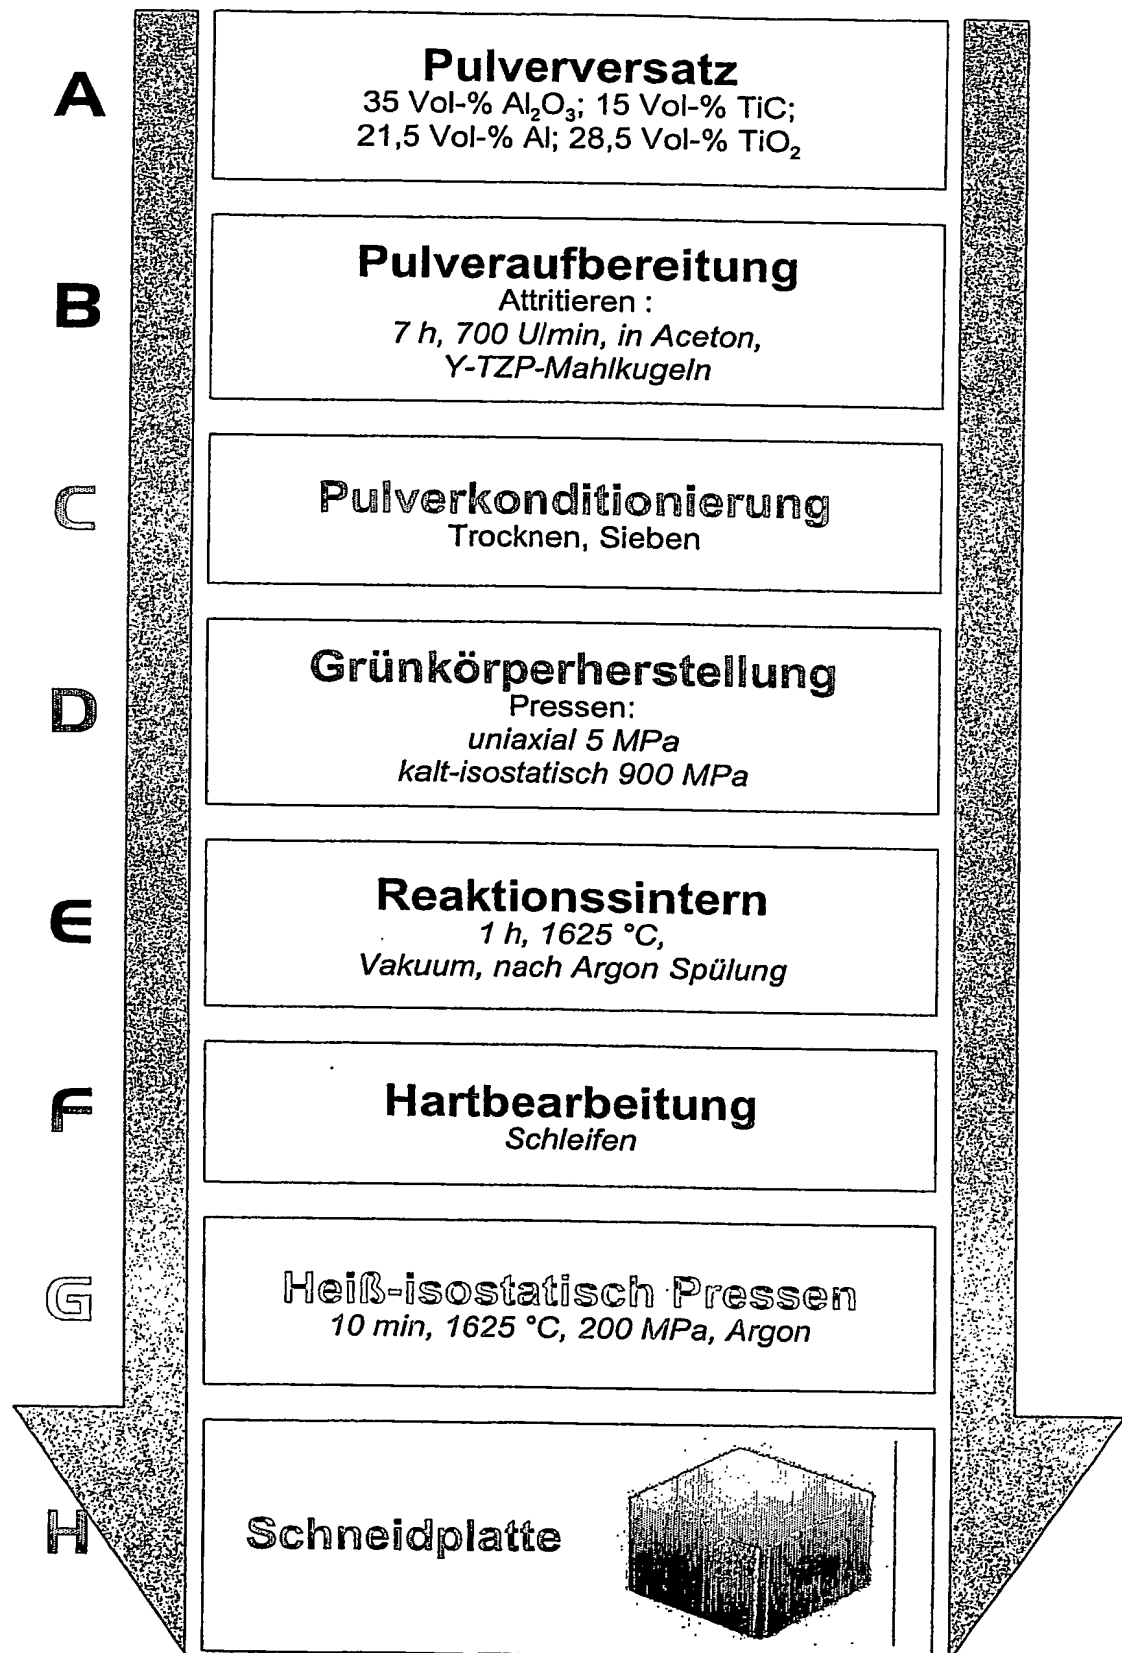 A
Pulverversatz
35 Vol-% Al₂O₃; 15 Vol-% TiC;
21,5 Vol-% Al; 28,5 Vol-% TiO₂
B
Pulveraufbereitung
Attritieren :
7 h, 700 U/min, in Aceton,
Y-TZP-Mahlkugeln
C
Pulverkonditionierung
Trocknen, Sieben
D
Grünkörperherstellung
Pressen:
uniaxial 5 MPa
kalt-isostatisch 900 MPa
E
Reaktionssintern
1 h, 1625 °C,
Vakuum, nach Argon Spülung
F
Hartbearbeitung
Schleifen
G
Heiß-isostatisch Pressen
10 min, 1625 °C, 200 MPa, Argon
H
Schneidplatte